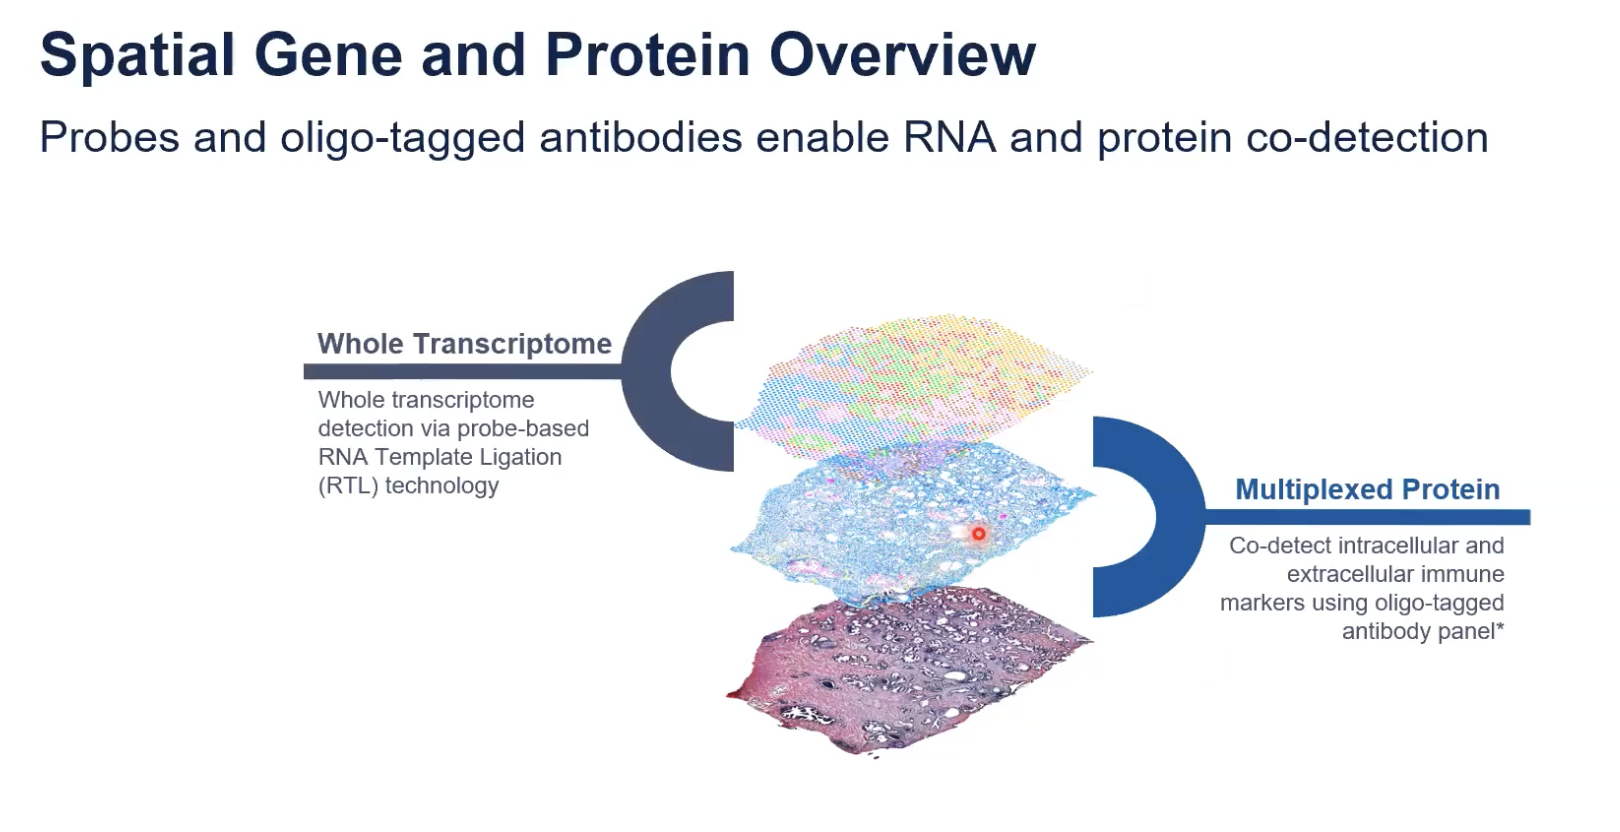 Spatial Gene and Protein Overview
Probes and oligo-tagged antibodies enable RNA and protein co-detection
Whole Transcriptome
Whole transcriptome
detection via probe-based
RNA Template Ligation
(RTL) technology
Multiplexed Protein
Co-detect intracellular and
extracellular immune
markers using oligo-tagged
antibody panel*